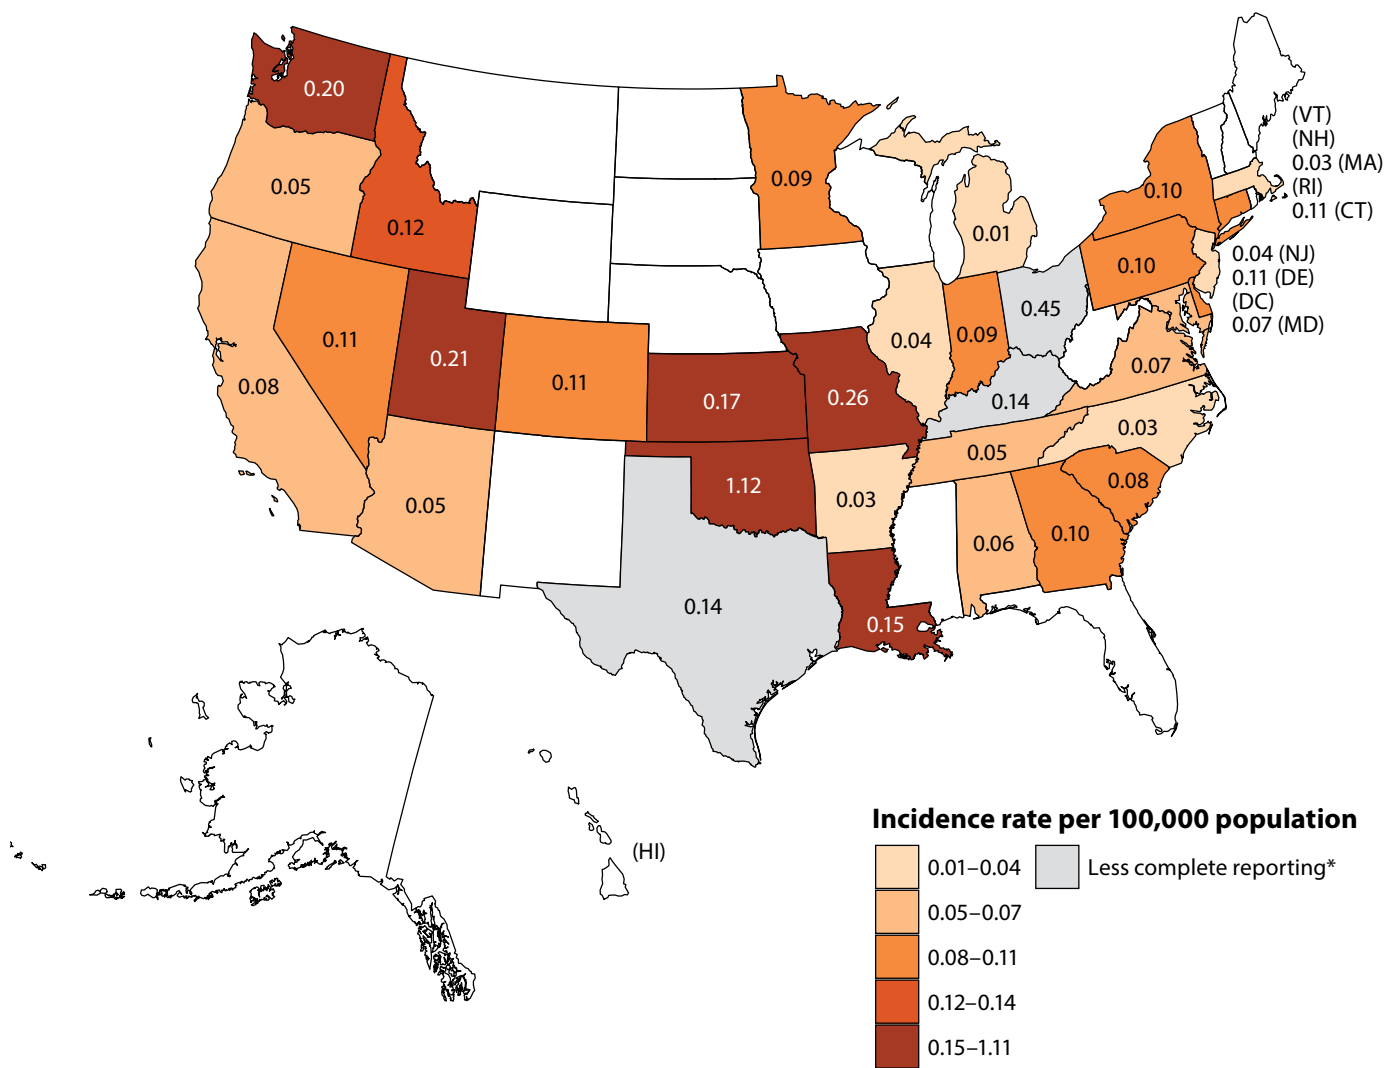 0.20
0.05
0.12
0.09
0.01
0.10
(VT)
(NH)
0.03 (MA)
(RI)
0.11 (CT)
0.10
0.04 (NJ)
0.11 (DE)
(DC)
0.07 (MD)
0.08
0.11
0.21
0.11
0.17
0.26
0.04
0.09
0.45
0.14
0.07
0.03
0.05
0.05
1.12
0.03
0.06
0.10
0.08
0.14
0.15
(HI)
Incidence rate per 100,000 population
0.01–0.04 Less complete reporting*
0.05–0.07
0.08–0.11
0.12–0.14
0.15–1.11